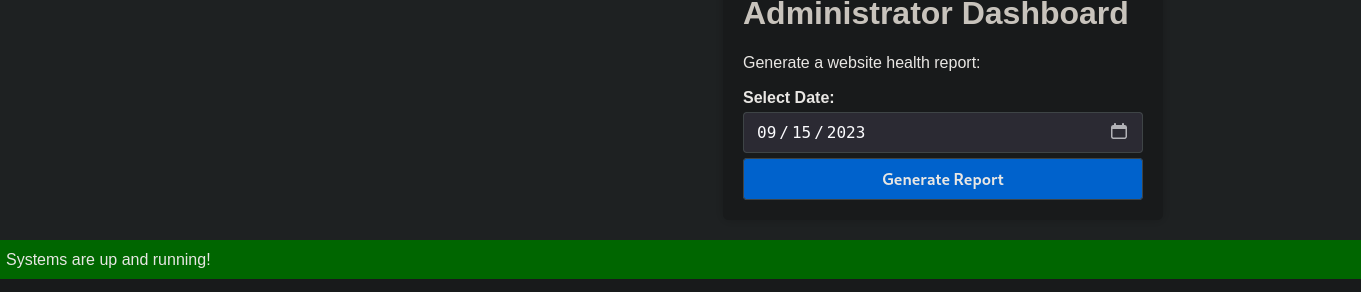 Administrator Dashboard
Generate a website health report:
Select Date:
09/15/2023
Generate Report
Systems are up and running!